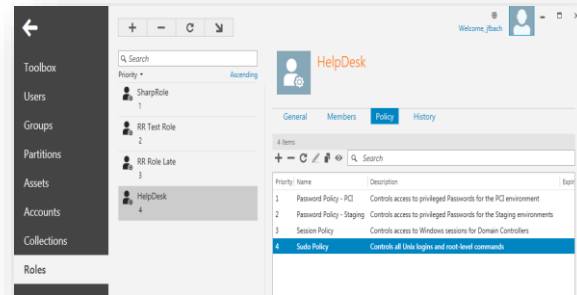 Welcome, jfbach
Toolbox
Users
Groups
Partitions
Assets
Accounts
Collections
Roles
Search
Priority Ascending
SharpRole
1
RR Test Role
2
RR Role Late
3
HelpDesk
4
HelpDesk
General Members Policy History
4 items
Search
Priority Name Description Expir
1 Password Policy - PCI Controls access to privileged Passwords for the PCI environment
2 Password Policy - Staging Controls access to privileged Passwords for the Staging environments
3 Session Policy Controls access to Windows sessions for Domain Controllers
4 Sudo Policy Controls all Unix logins and root-level commands